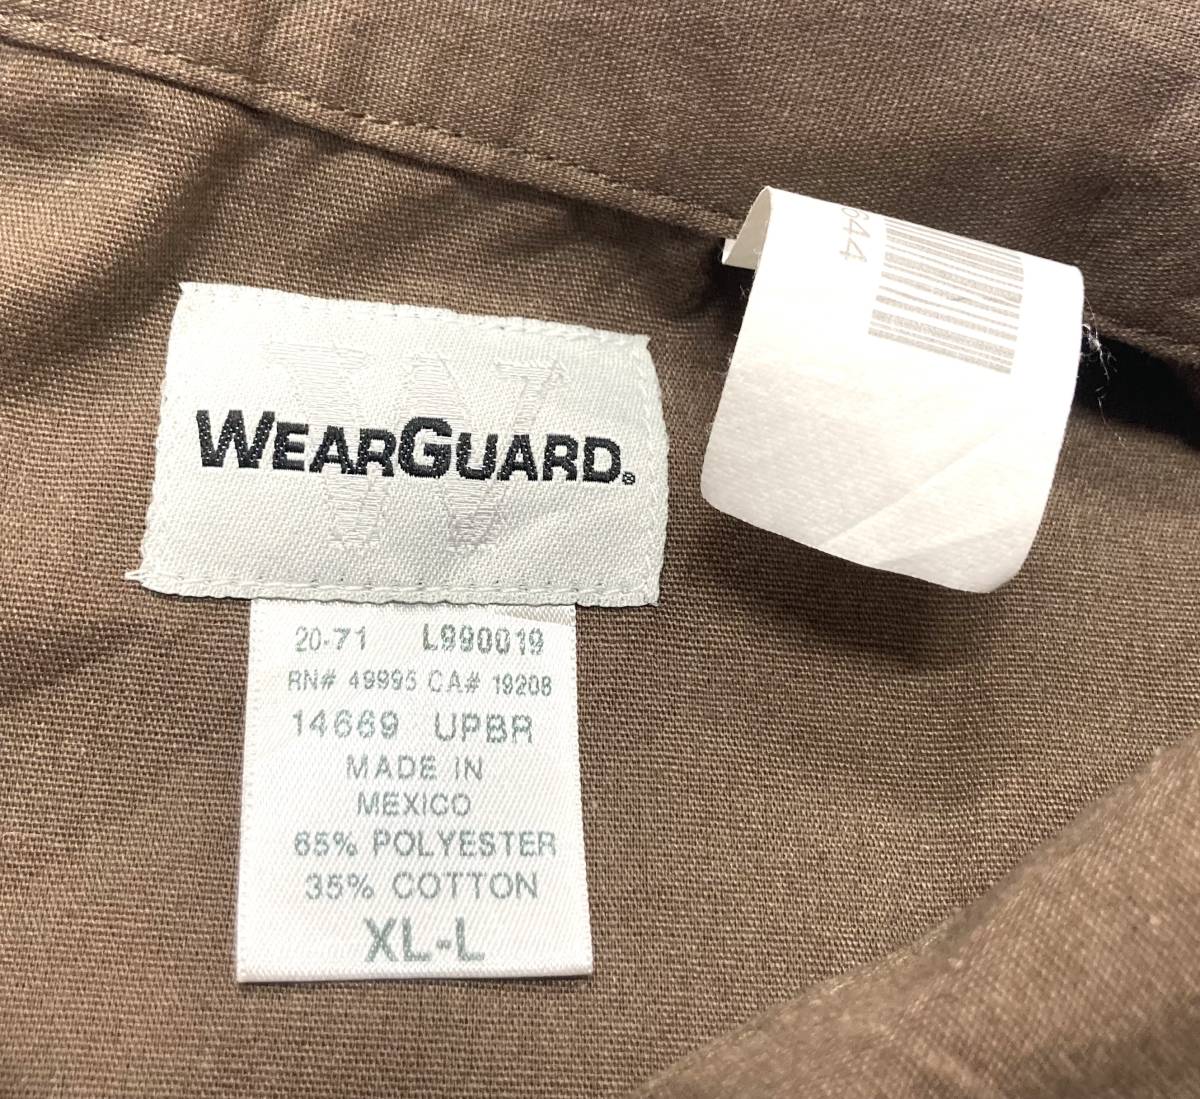 WEARGUARD®
20-71 L990019
RN# 49995 CA# 19208
14669 UPBR
MADE IN
MEXICO
65% POLYESTER
35% COTTON
XL-L
644